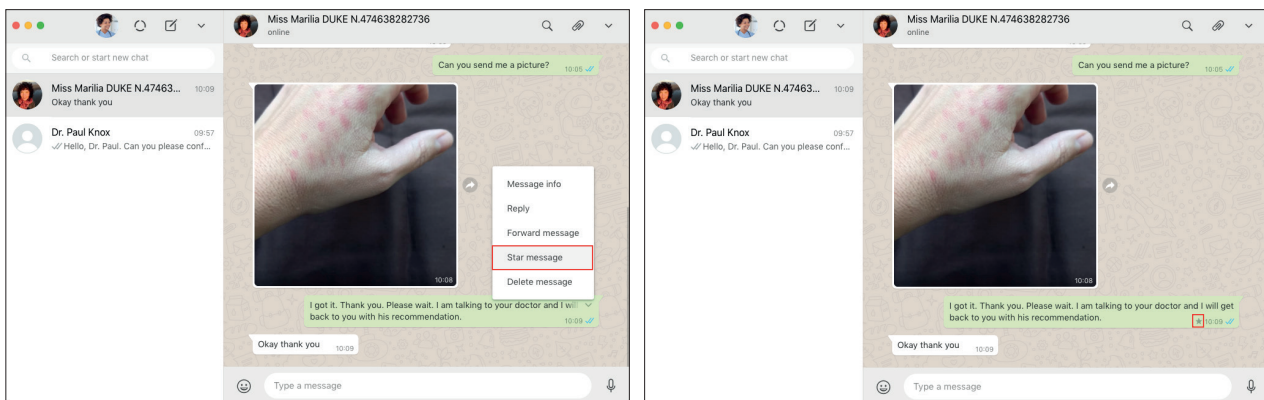 Miss Marilia DUKE N.474638282736
online
Search or start new chat
Miss Marilia DUKE N.47463... 10:09
Okay thank you
Dr. Paul Knox 09:57
Hello, Dr. Paul. Can you please conf...
Can you send me a picture? 10:05
10:08
Message info
Reply
Forward message
Star message
Delete message
I got it. Thank you. Please wait. I am talking to your doctor and I wil
back to you with his recommendation. 10:09
Okay thank you 10:09
Type a message
Miss Marilia DUKE N.474638282736
online
Search or start new chat
Miss Marilia DUKE N.47463... 10:09
Okay thank you
Dr. Paul Knox 09:57
Hello, Dr. Paul. Can you please conf...
Can you send me a picture? 10:05
10:08
I got it. Thank you. Please wait. I am talking to your doctor and I will get
back to you with his recommendation. 10:09
Okay thank you 10:09
Type a message